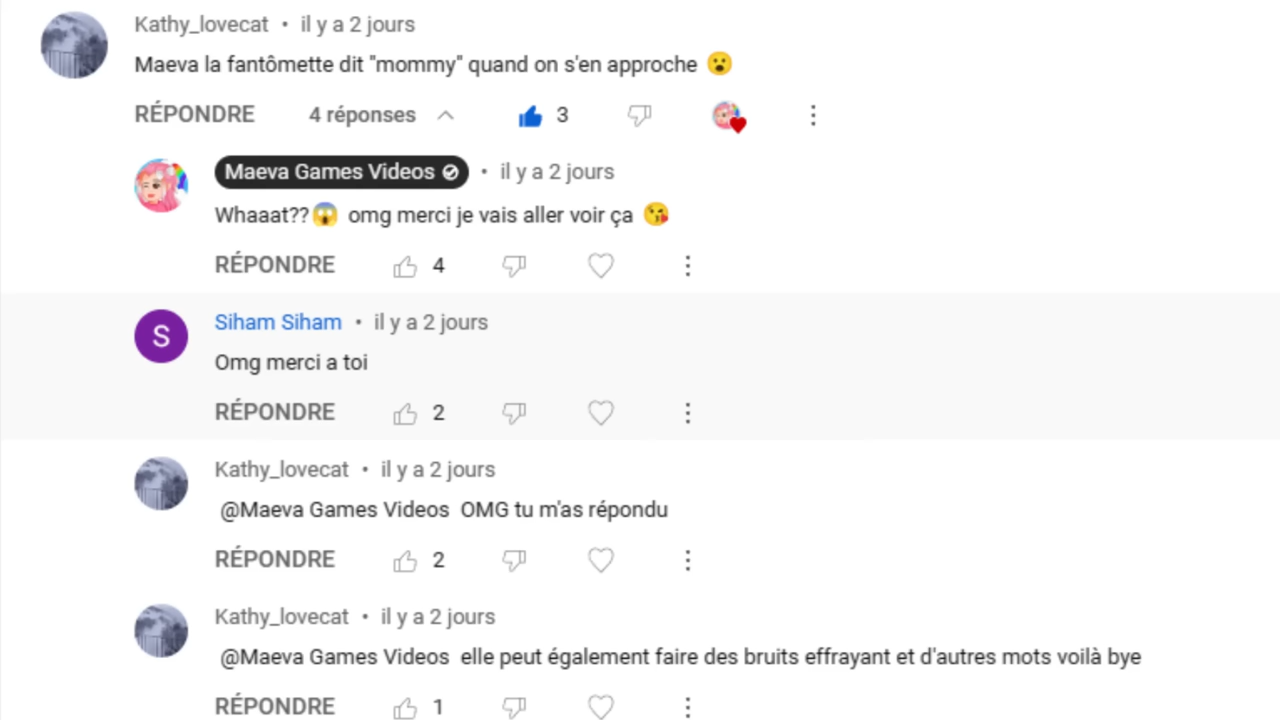 Kathy_lovecat • il y a 2 jours
Maeva la fantômette dit "mommy" quand on s'en approche 😮
RÉPONDRE 4 réponses 3
Maeva Games Videos • il y a 2 jours
Whaaat??😱 omg merci je vais aller voir ça 😘
RÉPONDRE 4
S
Siham Siham • il y a 2 jours
Omg merci a toi
RÉPONDRE 2
Kathy_lovecat • il y a 2 jours
@Maeva Games Videos OMG tu m'as répondu
RÉPONDRE 2
Kathy_lovecat • il y a 2 jours
@Maeva Games Videos elle peut également faire des bruits effrayant et d'autres mots voilà bye
RÉPONDRE 1